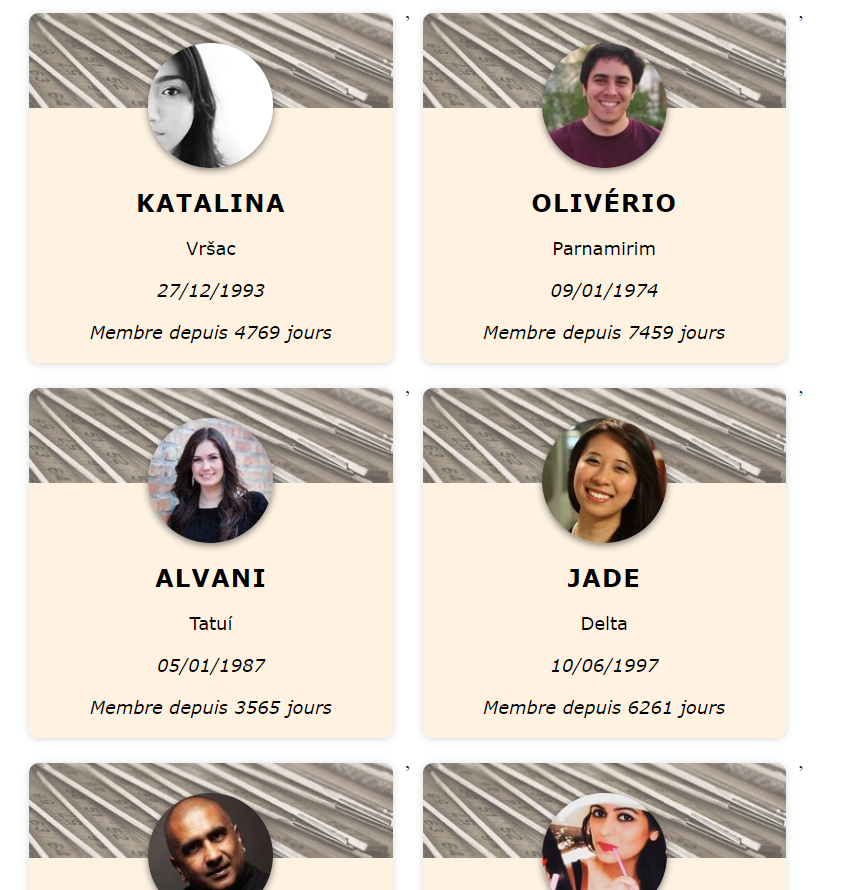 ,
,
KATALINA
Vršac
27/12/1993
Membre depuis 4769 jours
OLIVÉRIO
Parnamirim
09/01/1974
Membre depuis 7459 jours
,
,
ALVANI
Tatuí
05/01/1987
Membre depuis 3565 jours
JADE
Delta
10/06/1997
Membre depuis 6261 jours
,
,